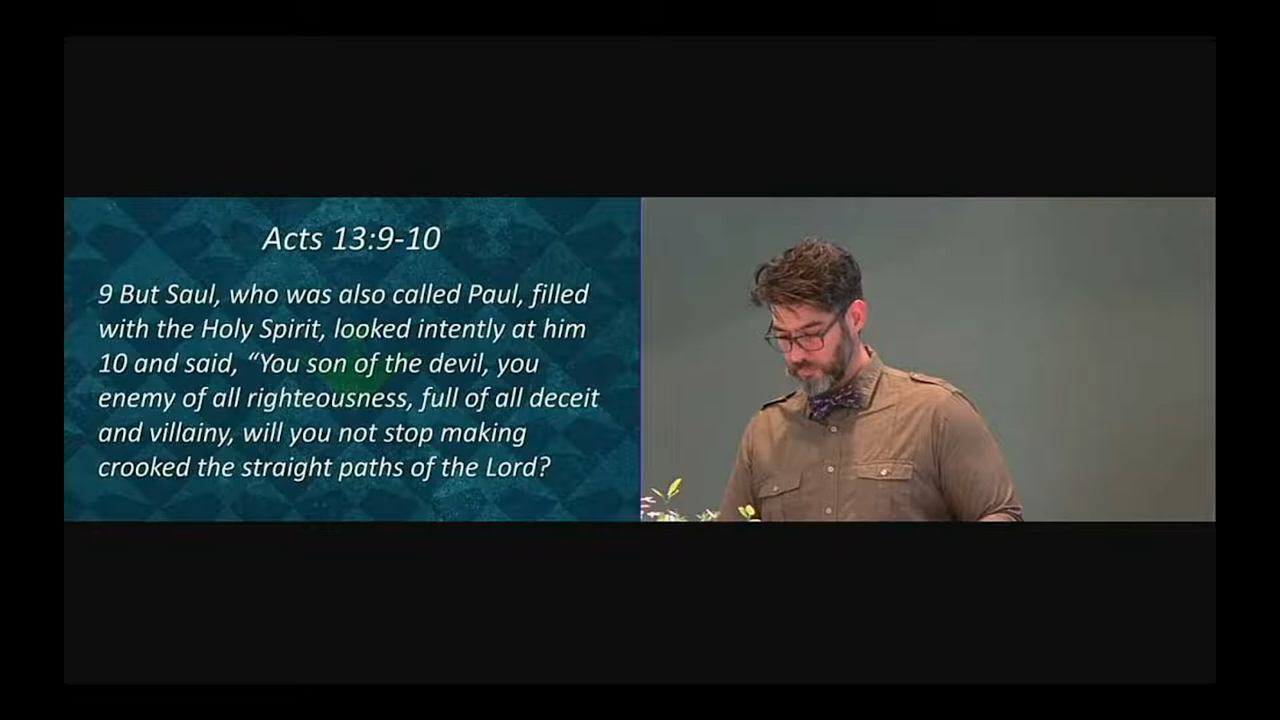 Acts 13:9-10
9 But Saul, who was also called Paul, filled
with the Holy Spirit, looked intently at him
10 and said, “You son of the devil, you
enemy of all righteousness, full of all deceit
and villainy, will you not stop making
crooked the straight paths of the Lord?